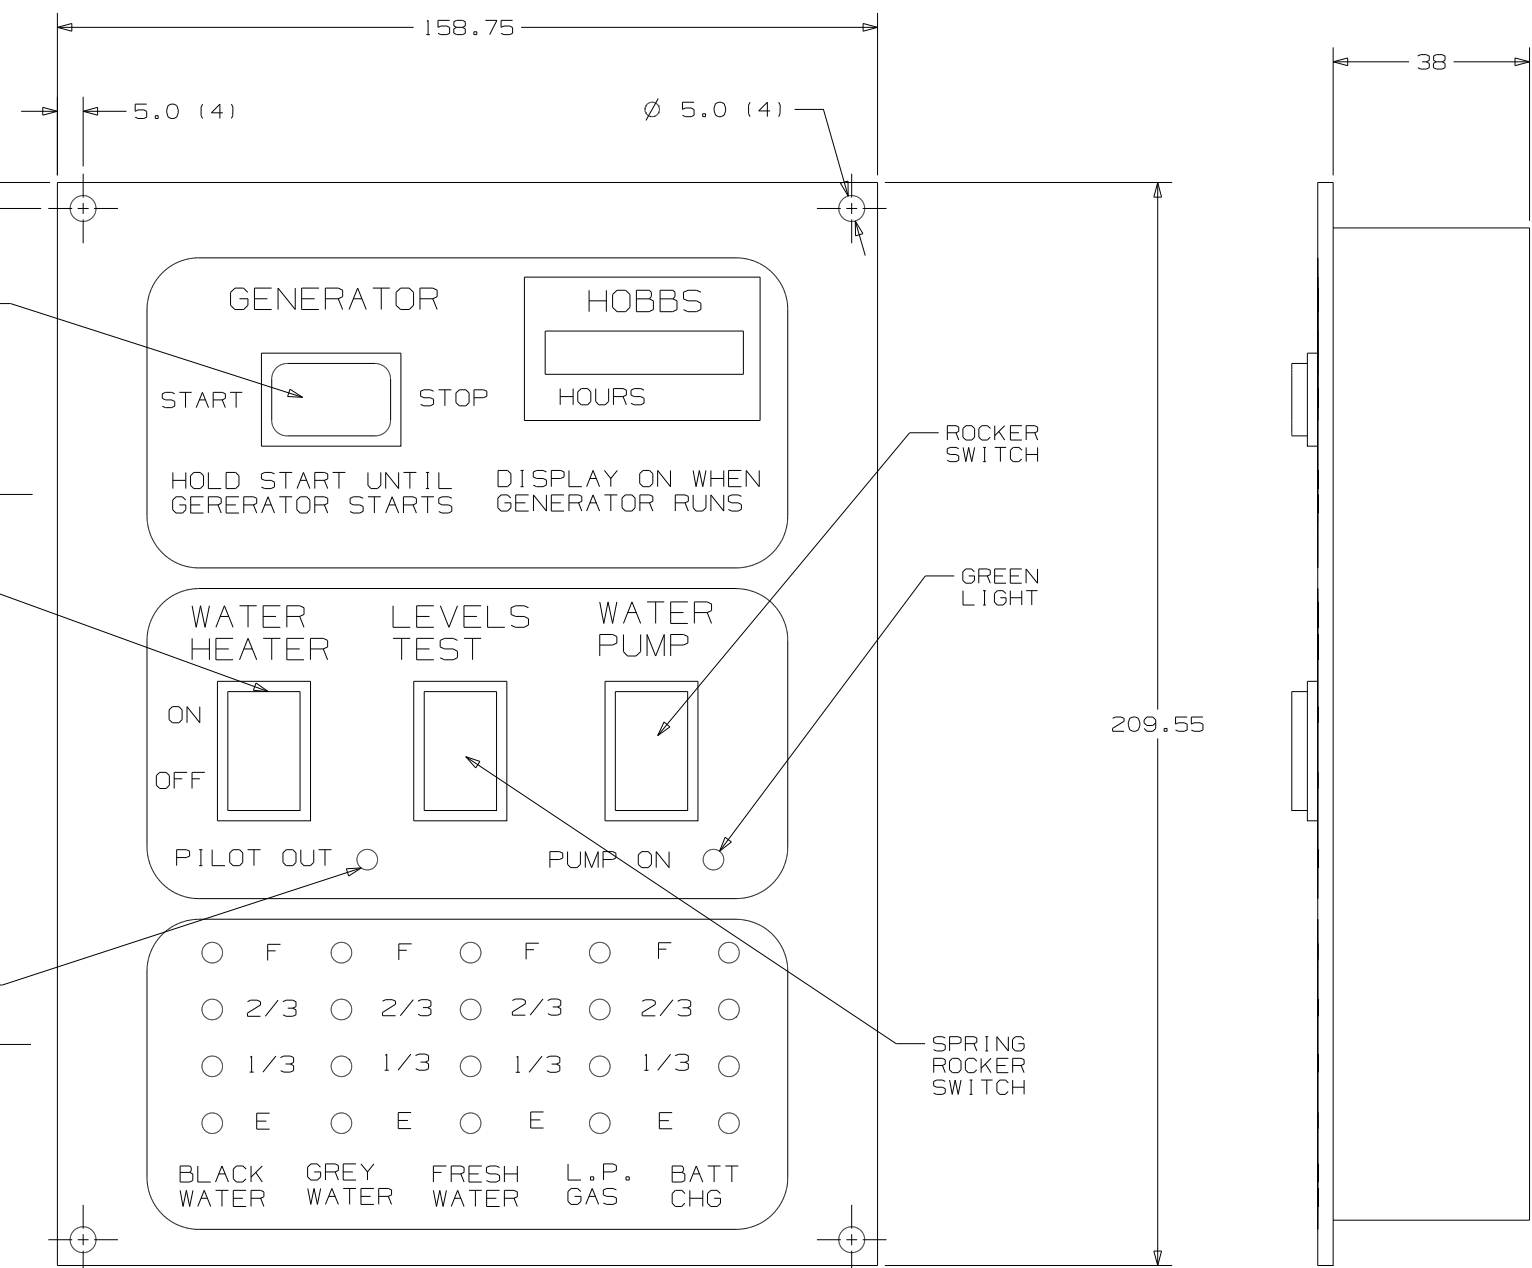 158.75
38
5.0 (4)
Ø 5.0 (4)
GENERATOR
HOBBS
START
STOP
HOURS
HOLD START UNTIL
GERERATOR STARTS
DISPLAY ON WHEN
GENERATOR RUNS
ROCKER
SWITCH
GREEN
LIGHT
WATER
HEATER
LEVELS
TEST
WATER
PUMP
ON
OFF
209.55
PILOT OUT
PUMP ON
F F F F
2/3 2/3 2/3 2/3
1/3 1/3 1/3 1/3
E E E E
SPRING
ROCKER
SWITCH
BLACK
WATER
GREY
WATER
FRESH
WATER
L.P.
GAS
BATT
CHG